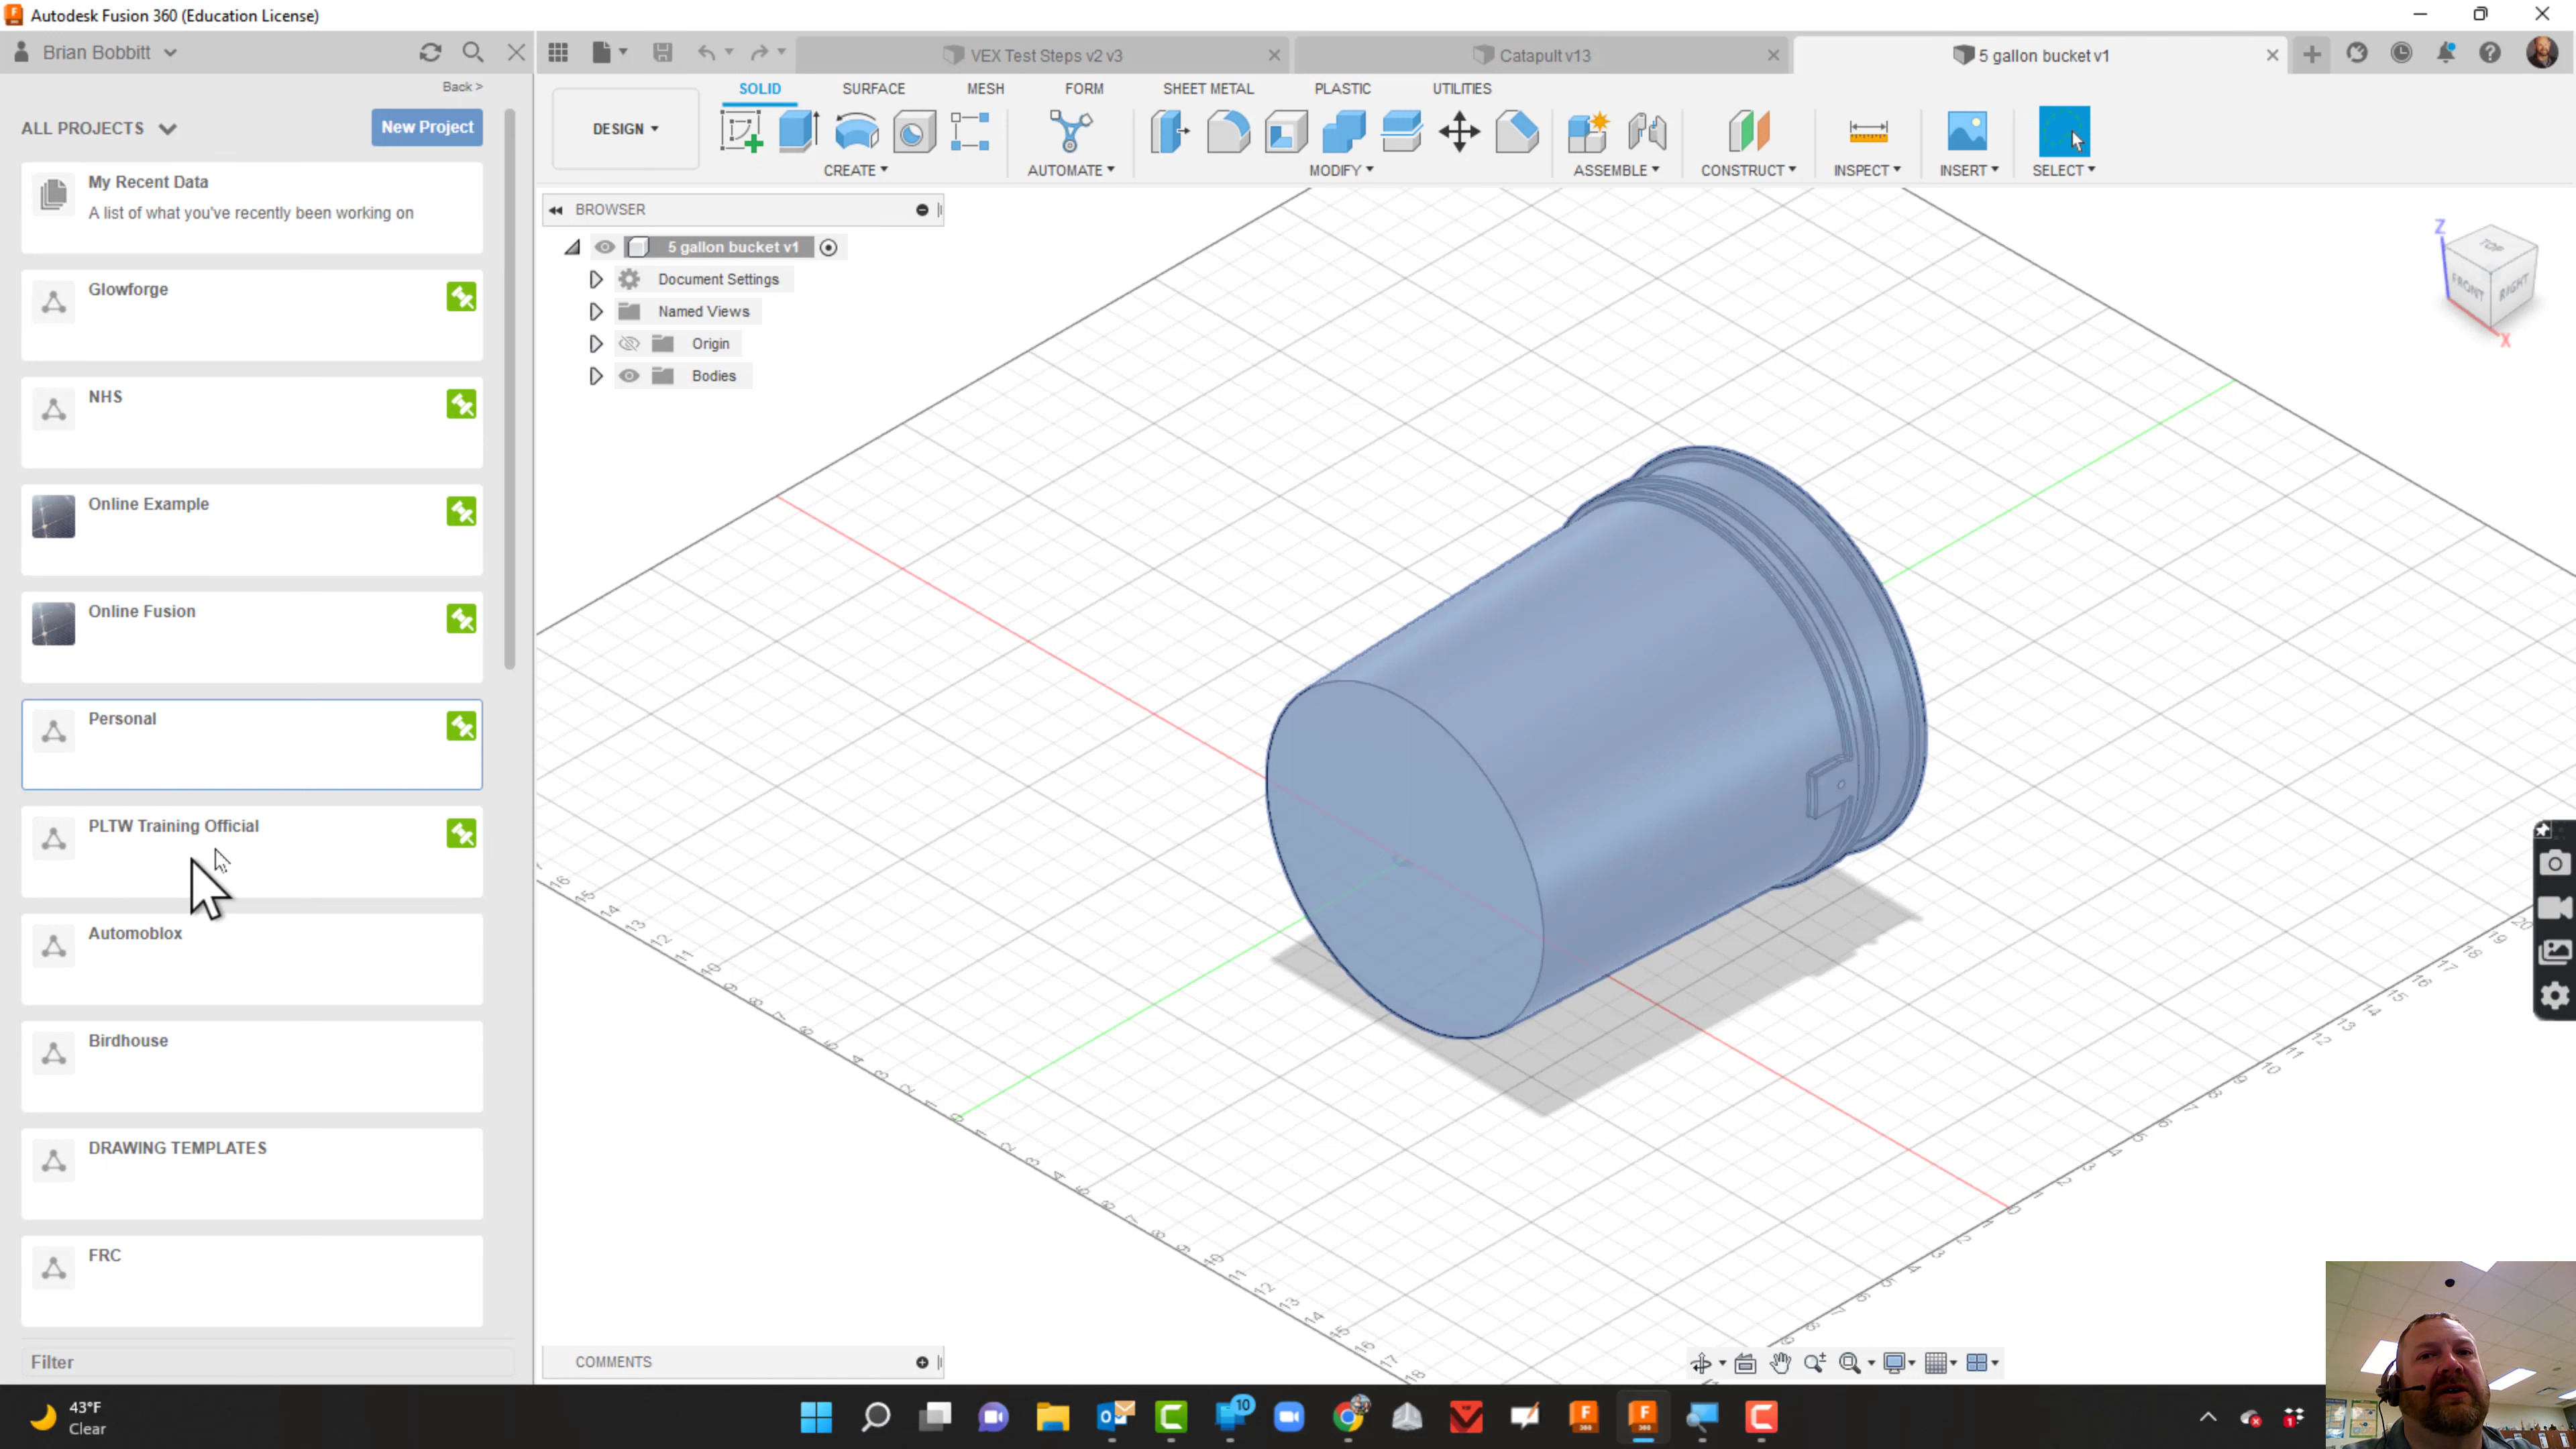 Autodesk Fusion 360 (Education License)
Brian Bobbitt
VEX Test Steps v2 v3
Catapult v13
5 gallon bucket v1
Back >
ALL PROJECTS
New Project
My Recent Data
A list of what you've recently been working on
Glowforge
NHS
Online Example
Online Fusion
Personal
PLTW Training Official
Automoblox
Birdhouse
DRAWING TEMPLATES
FRC
Filter
DESIGN
SOLID
SURFACE
MESH
FORM
SHEET METAL
PLASTIC
UTILITIES
CREATE
AUTOMATE
MODIFY
ASSEMBLE
CONSTRUCT
INSPECT
INSERT
SELECT
BROWSER
5 gallon bucket v1
Document Settings
Named Views
Origin
Bodies
Z
TOP
FRONT
RIGHT
X
COMMENTS
43°F
Clear
10